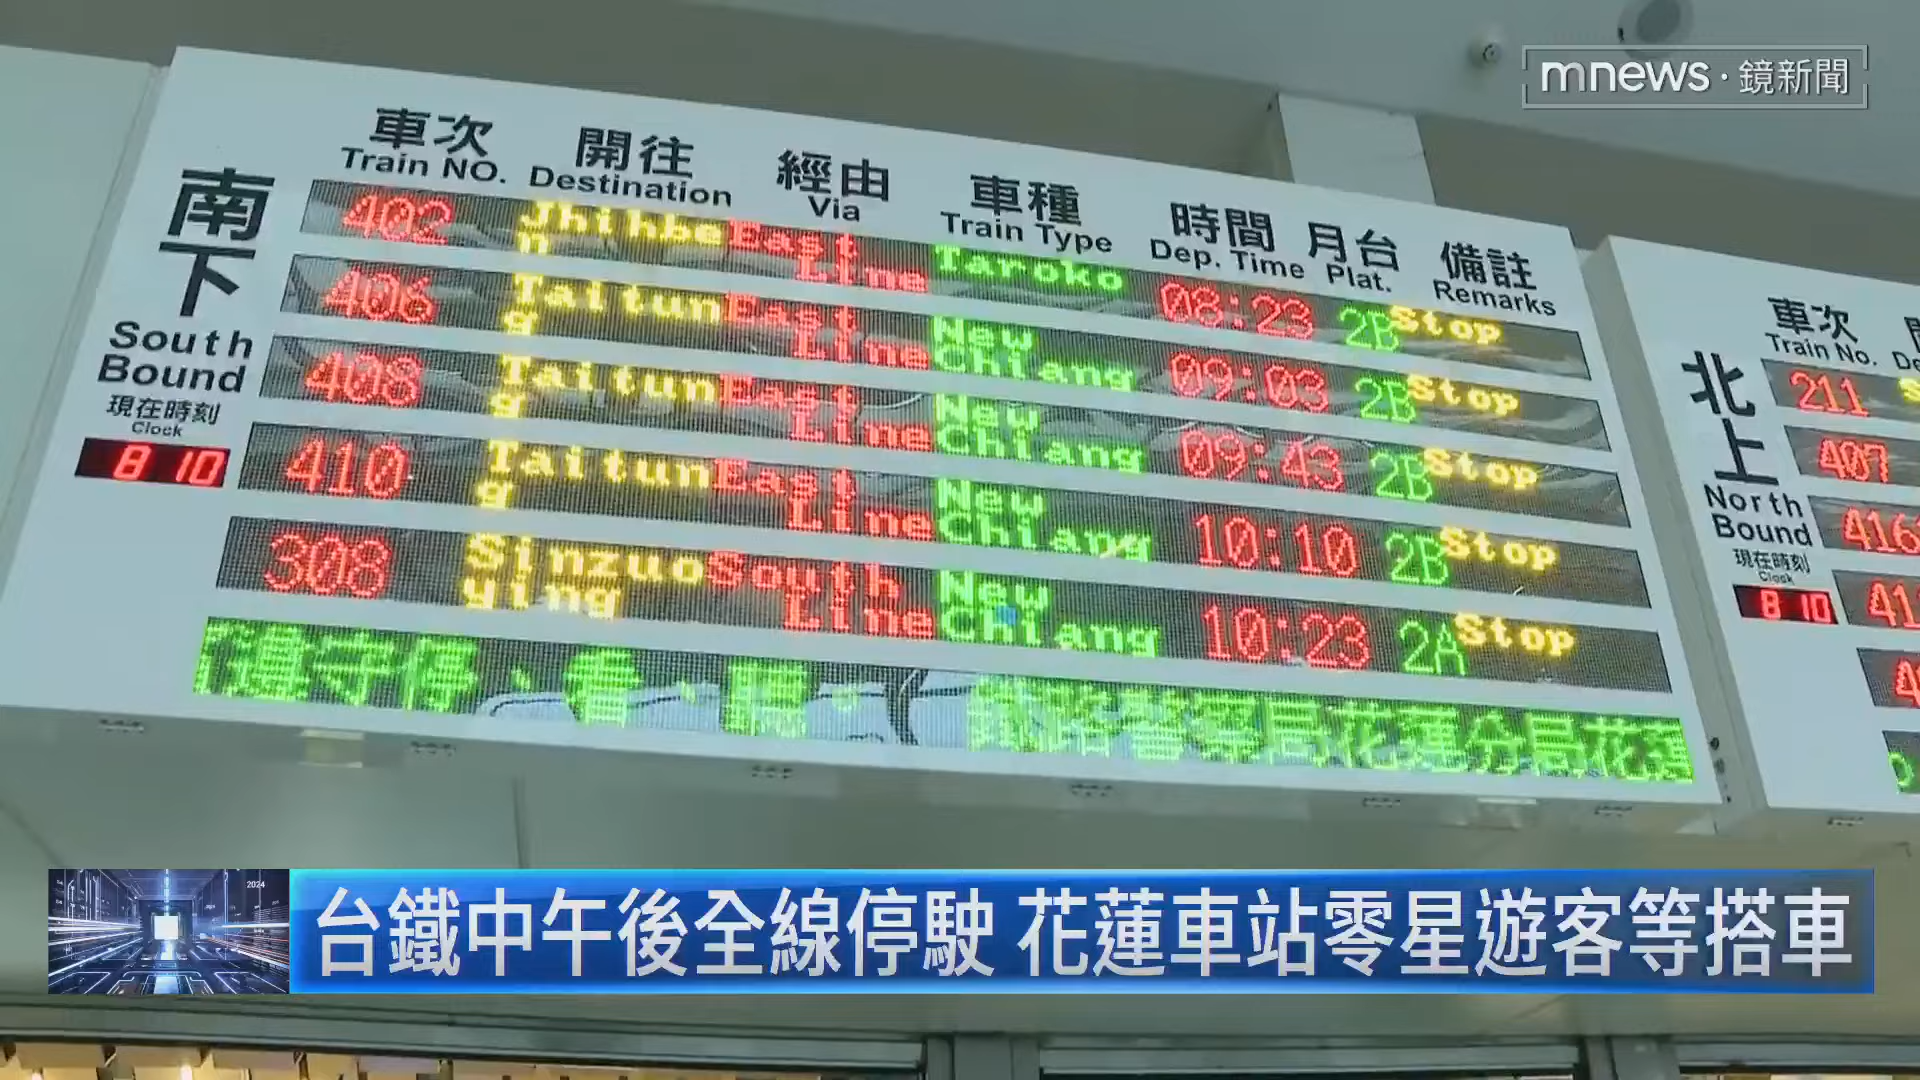 mnews·鏡新聞
車次 開往 經由 車種 時間 月台 備註
Train NO. Destination Via Train Type Dep. Time Plat. Remarks
南下
South Bound
現在時刻
Clock
8 10
402 Jhihben East Line Taroko 08:23 2B Stop
406 Taitung East Line New Chiang 09:03 2B Stop
408 Taitung East Line New Chiang 09:43 2B Stop
410 Taitung East Line New Chiang 10:10 2B Stop
308 Sinzuoying South Line New Chiang 10:23 2A Stop
遵守停、看、聽。 鐵路警察局花蓮分局花蓮
車次
Train No.
北上
North Bound
現在時刻
Clock
8 10
211
407
416
2024
台鐵中午後全線停駛 花蓮車站零星遊客等搭車